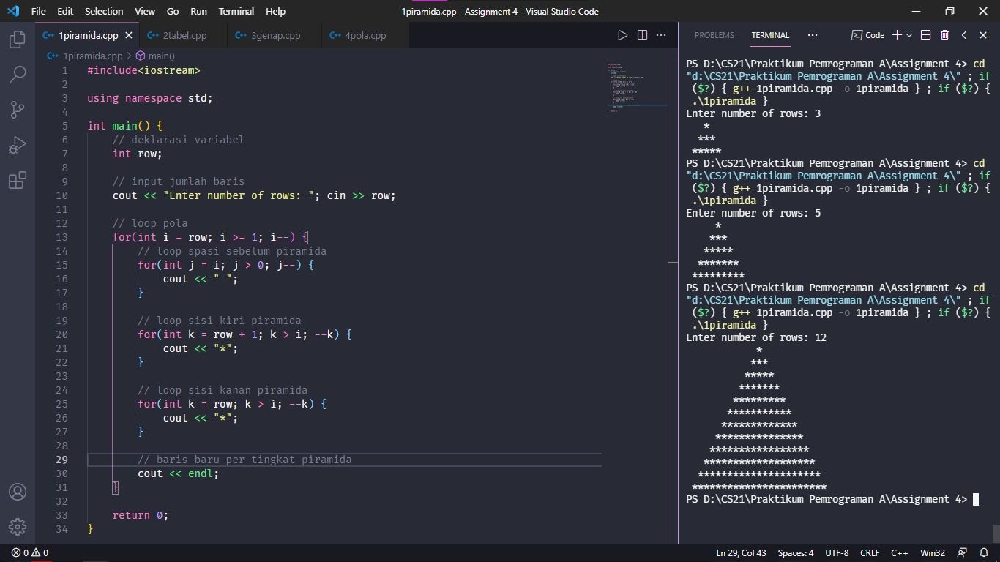 File Edit Selection View Go Run Terminal Help 1piramida.cpp - Assignment 4 - Visual Studio Code
1piramida.cpp 2tabel.cpp 3genap.cpp 4pola.cpp
1piramida.cpp > main()
1 #include<iostream>
2
3 using namespace std;
4
5 int main() {
6 // deklarasi variabel
7 int row;
8
9 // input jumlah baris
10 cout << "Enter number of rows: "; cin >> row;
11
12 // loop pola
13 for(int i = row; i >= 1; i--) {
14 // loop spasi sebelum piramida
15 for(int j = i; j > 0; j--) {
16 cout << " ";
17 }
18
19 // loop sisi kiri piramida
20 for(int k = row + 1; k > i; --k) {
21 cout << "*";
22 }
23
24 // loop sisi kanan piramida
25 for(int k = row; k > i; --k) {
26 cout << "*";
27 }
28
29 // baris baru per tingkat piramida
30 cout << endl;
31 }
32
33 return 0;
34 }
PROBLEMS TERMINAL ··· Code
PS D:\CS21\Praktikum Pemrograman A\Assignment 4> cd
"d:\CS21\Praktikum Pemrograman A\Assignment 4\" ; if
($?) { g++ 1piramida.cpp -o 1piramida } ; if ($?) {
.\1piramida }
Enter number of rows: 3
   *
  ***
 *****
PS D:\CS21\Praktikum Pemrograman A\Assignment 4> cd
"d:\CS21\Praktikum Pemrograman A\Assignment 4\" ; if
($?) { g++ 1piramida.cpp -o 1piramida } ; if ($?) {
.\1piramida }
Enter number of rows: 5
     *
    ***
   *****
  *******
 *********
PS D:\CS21\Praktikum Pemrograman A\Assignment 4> cd
"d:\CS21\Praktikum Pemrograman A\Assignment 4\" ; if
($?) { g++ 1piramida.cpp -o 1piramida } ; if ($?) {
.\1piramida }
Enter number of rows: 12
            *
           ***
          *****
         *******
        *********
       ***********
      *************
     ***************
    *****************
   *******************
  *********************
 ***********************
PS D:\CS21\Praktikum Pemrograman A\Assignment 4>
0 0 Ln 29, Col 43 Spaces: 4 UTF-8 CRLF C++ Win32